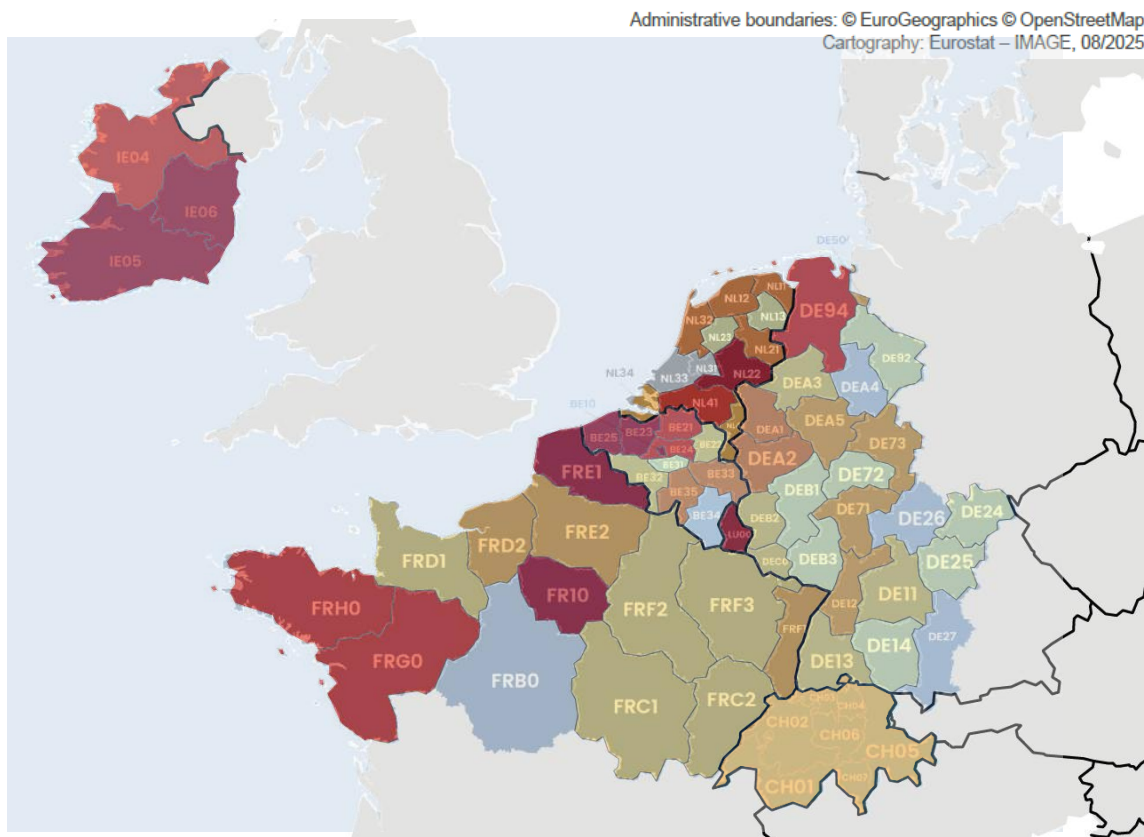 Administrative boundaries: © EuroGeographics © OpenStreetMap
Cartography: Eurostat – IMAGE, 08/2025
IE04
IE06
IE05
DE50
NL11
NL12
NL13
DE94
NL32
NL23
NL21
DE92
NL34
NL33
NL31
NL22
DEA3
DEA4
BE10
NL41
BE25
BE23
BE21
DEA1
DEA5
DE73
BE24
BE22
FRE1
BE31
DEA2
BE32
BE33
DE72
BE35
DEB1
BE34
DE71
DE26
DE24
FRE2
FRD2
LU00
DEB2
FRD1
DEC0
DEB3
DE25
FR10
FRH0
FRF2
FRF3
DE12
DE11
FRF1
DE27
FRG0
DE14
DE13
FRB0
FRC1
FRC2
CH03
CH04
CH02
CH06
CH05
CH07
CH01